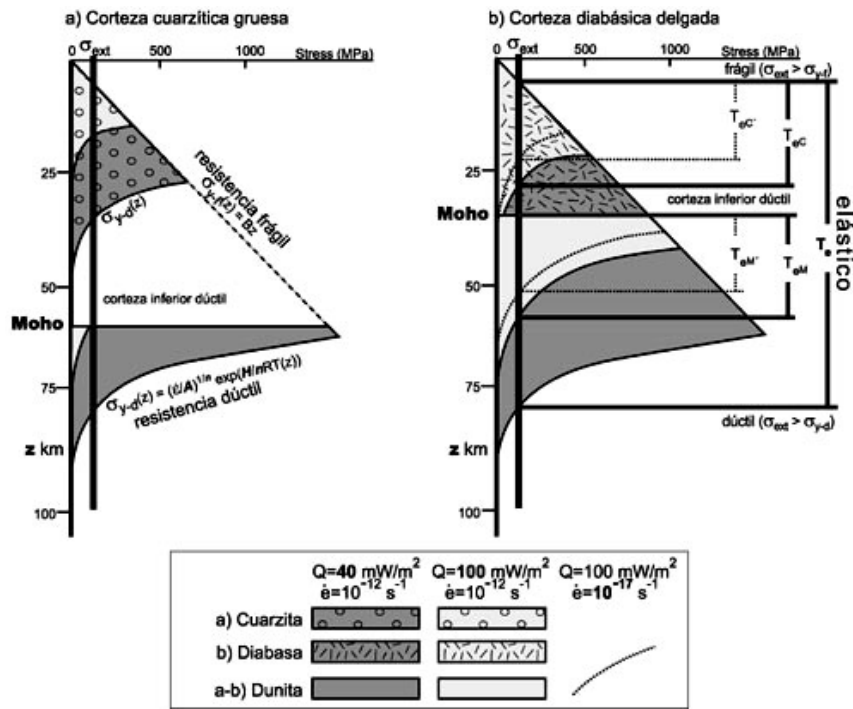 a) Corteza cuarzítica gruesa
0 σext 500 1000
Stress (MPa)
25
50
75
100
Moho
z km
σy-d(z)
resistencia frágil
σy-f(z) = Bz
corteza inferior dúctil
σy-d(z) = (ė/A)^1/n exp(H/nRT(z))
resistencia dúctil
b) Corteza diabásica delgada
0 σext 500 1000
Stress (MPa)
frágil (σext > σy-f)
25
Moho
50
75
100
z km
TeC'
TeC
corteza inferior dúctil
TeM'
TeM
Te
elástico
dúctil (σext > σy-d)
Q=40 mW/m² Q=100 mW/m² Q=100 mW/m²
ė=10⁻¹² s⁻¹ ė=10⁻¹² s⁻¹ ė=10⁻¹⁷ s⁻¹
a) Cuarzita
b) Diabasa
a-b) Dunita